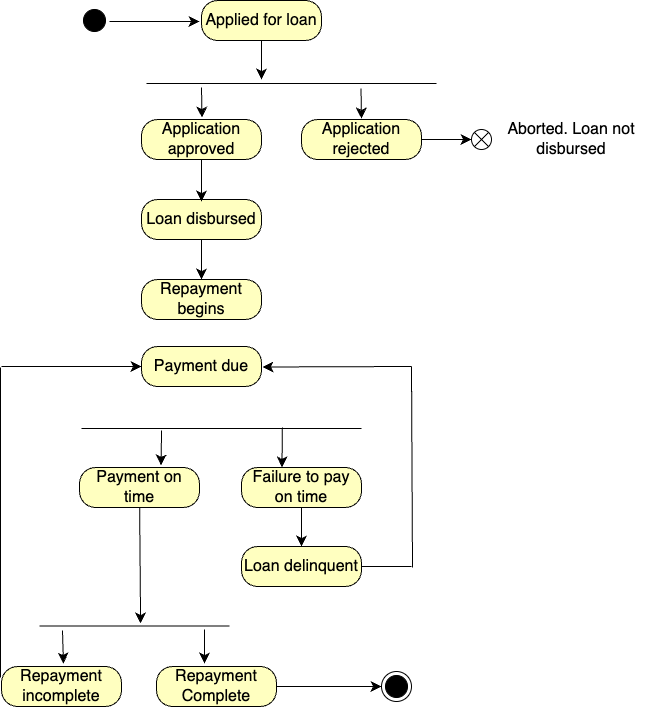 Applied for loan
Application
approved
Application
rejected
Aborted. Loan not
disbursed
Loan disbursed
Repayment
begins
Payment due
Payment on
time
Failure to pay
on time
Loan delinquent
Repayment
incomplete
Repayment
Complete